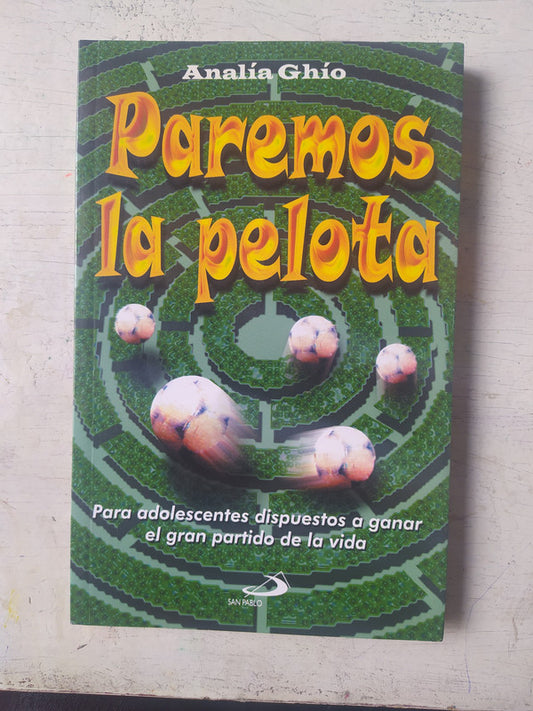 Analía Ghío
Paremos
la pelota
Para adolescentes dispuestos a ganar
el gran partido de la vida
SAN PABLO